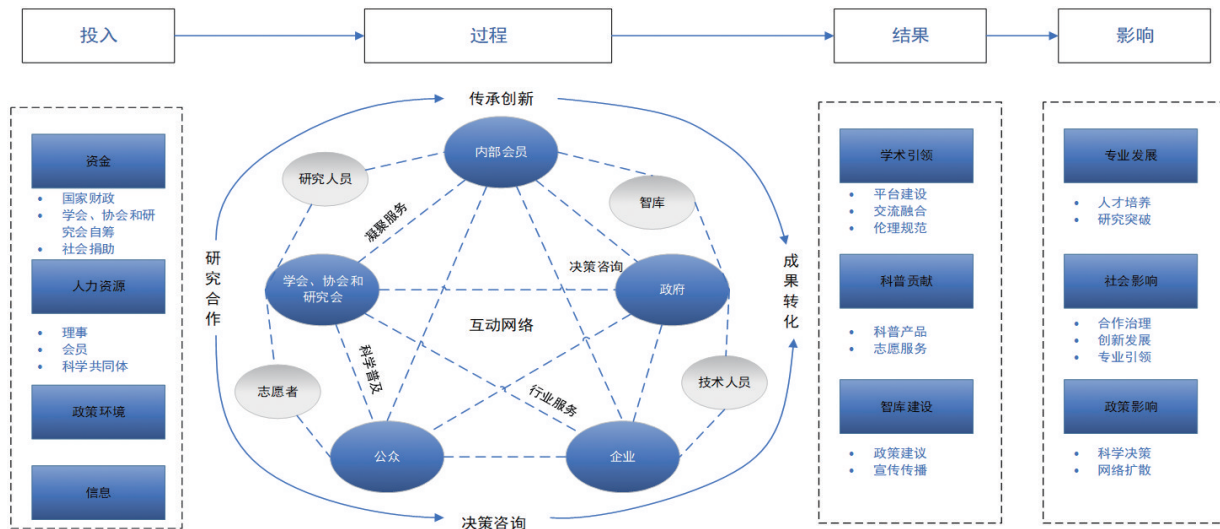 投入
过程
结果
影响
资金
国家财政
学会、协会和研
究会自筹
社会捐助
人力资源
理事
会员
科学共同体
政策环境
信息
传承创新
内部会员
研究人员
智库
凝聚服务
研究合作
学会、协会和
研究会
决策咨询
政府
成果转化
互动网络
科学普及
志愿者
技术人员
行业服务
公众
企业
决策咨询
学术引领
平台建设
交流融合
伦理规范
科普贡献
科普产品
志愿服务
智库建设
政策建议
宣传传播
专业发展
人才培养
研究突破
社会影响
合作治理
创新发展
专业引领
政策影响
科学决策
网络扩散